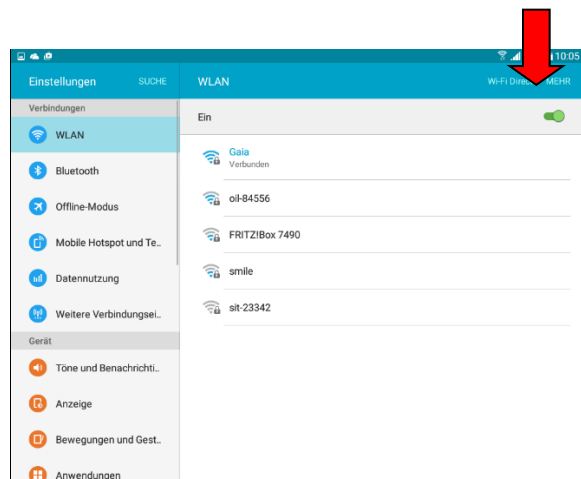 10:05
Einstellungen SUCHE WLAN Wi-Fi MEHR
Verbindungen
Ein
WLAN
Gaia
Verbunden
Bluetooth
oil-84556
Offline-Modus
FRITZ!Box 7490
Mobile Hotspot und Te..
smile
Datennutzung
sit-23342
Weitere Verbindungsei..
Gerät
Töne und Benachrichti..
Anzeige
Bewegungen und Gest..
Anwendungen